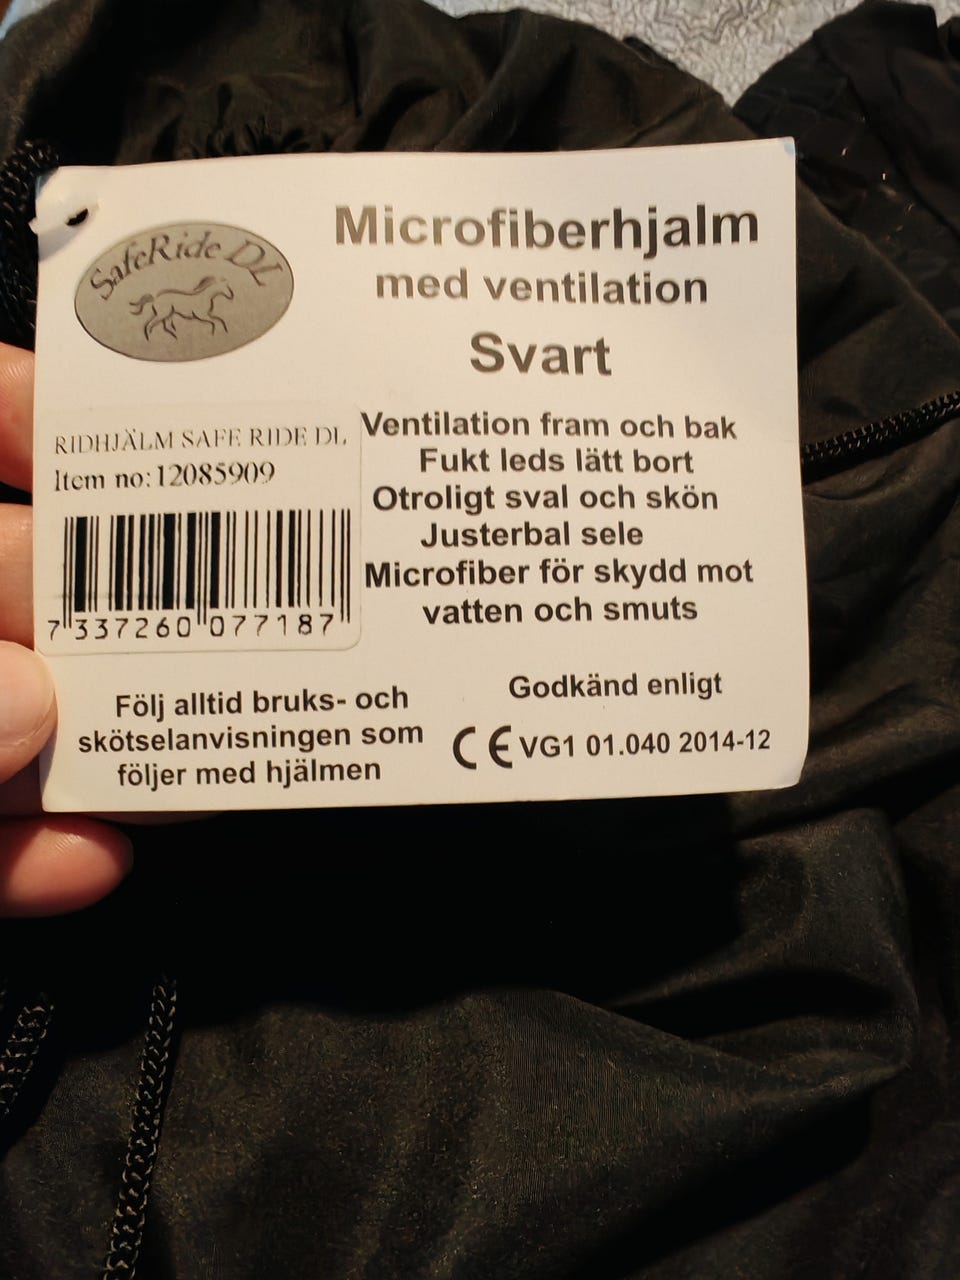 SafeRide DL
Microfiberhjalm
med ventilation
Svart
RIDHJÄLM SAFE RIDE DL
Item no:12085909
7 337260 077187
Ventilation fram och bak
Fukt leds lätt bort
Otroligt sval och skön
Justerbal sele
Microfiber för skydd mot
vatten och smuts
Följ alltid bruks- och
skötselanvisningen som
följer med hjälmen
Godkänd enligt
CE VG1 01.040 2014-12